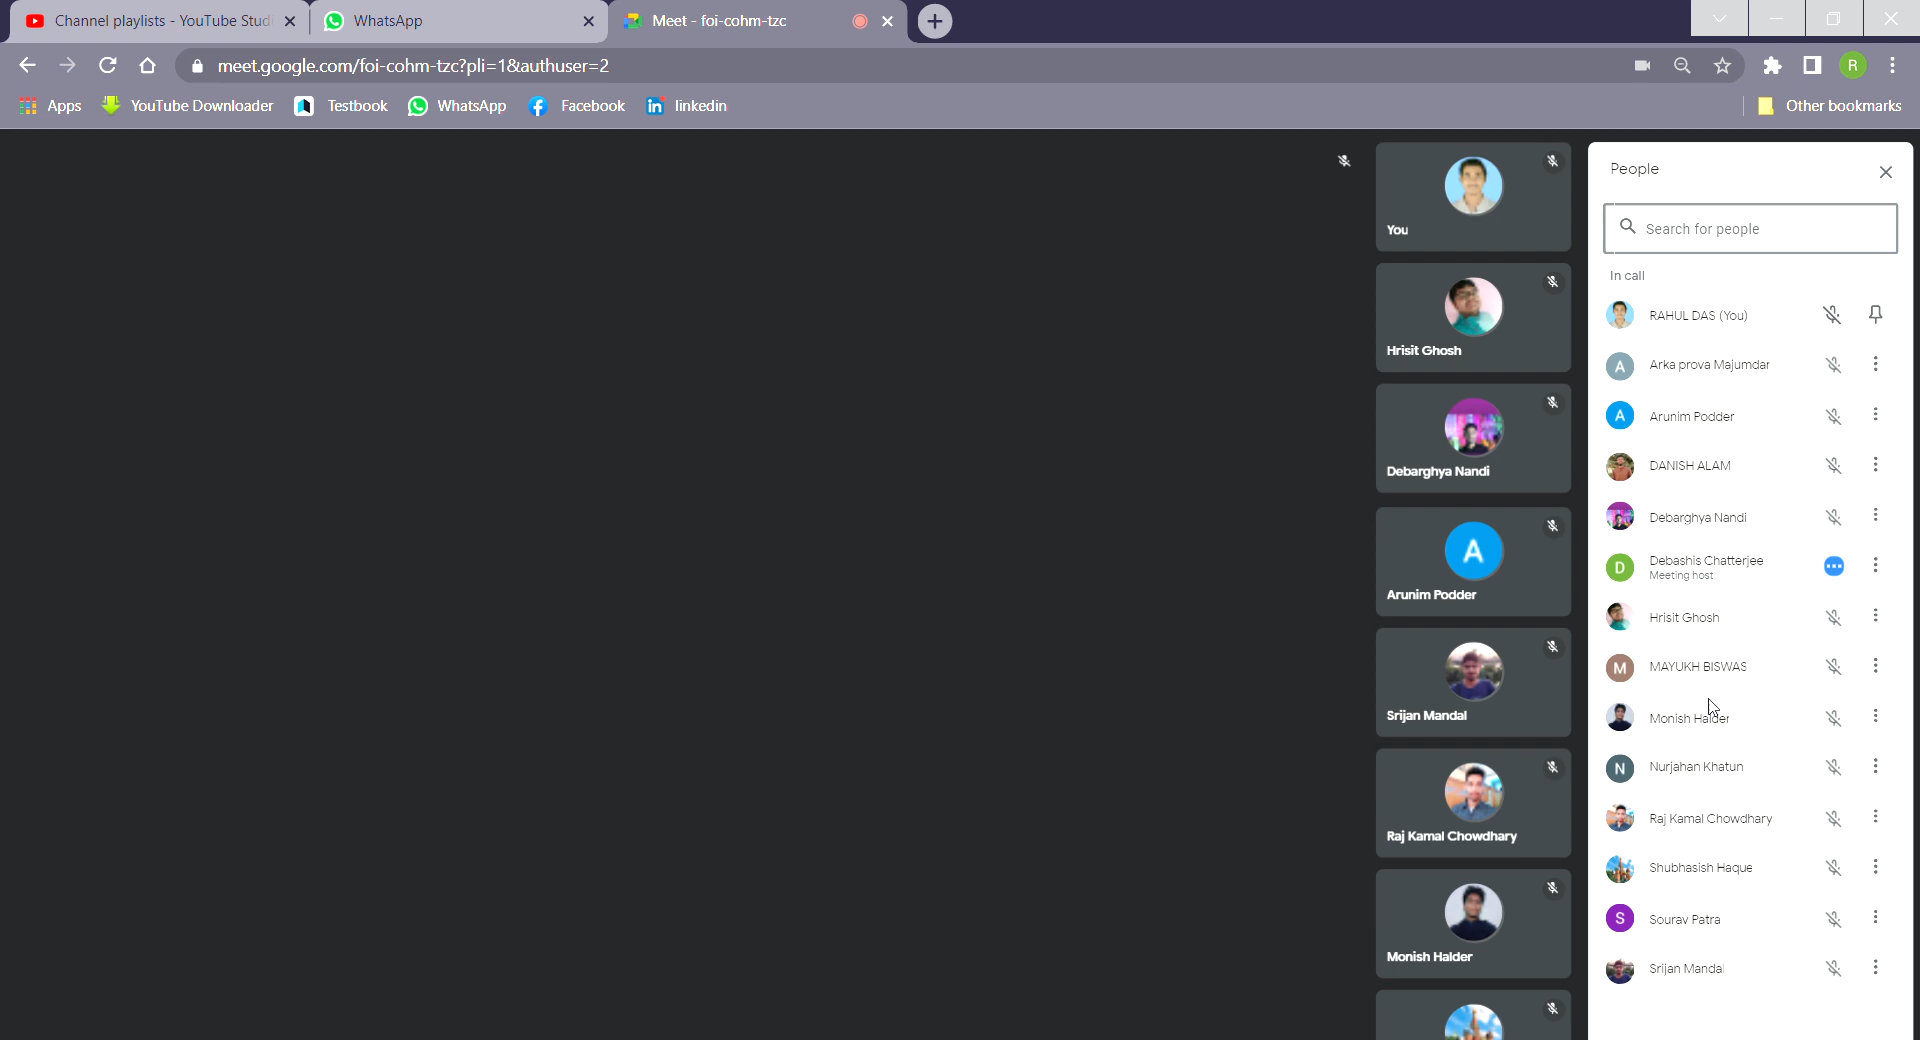 Channel playlists - YouTube Stud
WhatsApp
Meet - foi-cohm-tzc
meet.google.com/foi-cohm-tzc?pli=1&authuser=2
R
Apps
YouTube Downloader
Testbook
WhatsApp
Facebook
linkedin
Other bookmarks
You
Hrisit Ghosh
Debarghya Nandi
A
Arunim Podder
Srijan Mandal
Raj Kamal Chowdhary
Monish Halder
People
Search for people
In call
RAHUL DAS (You)
A
Arka prova Majumdar
A
Arunim Podder
DANISH ALAM
Debarghya Nandi
D
Debashis Chatterjee
Meeting host
Hrisit Ghosh
M
MAYUKH BISWAS
Monish Halder
N
Nurjahan Khatun
Raj Kamal Chowdhary
Shubhasish Haque
S
Sourav Patra
Srijan Mandal